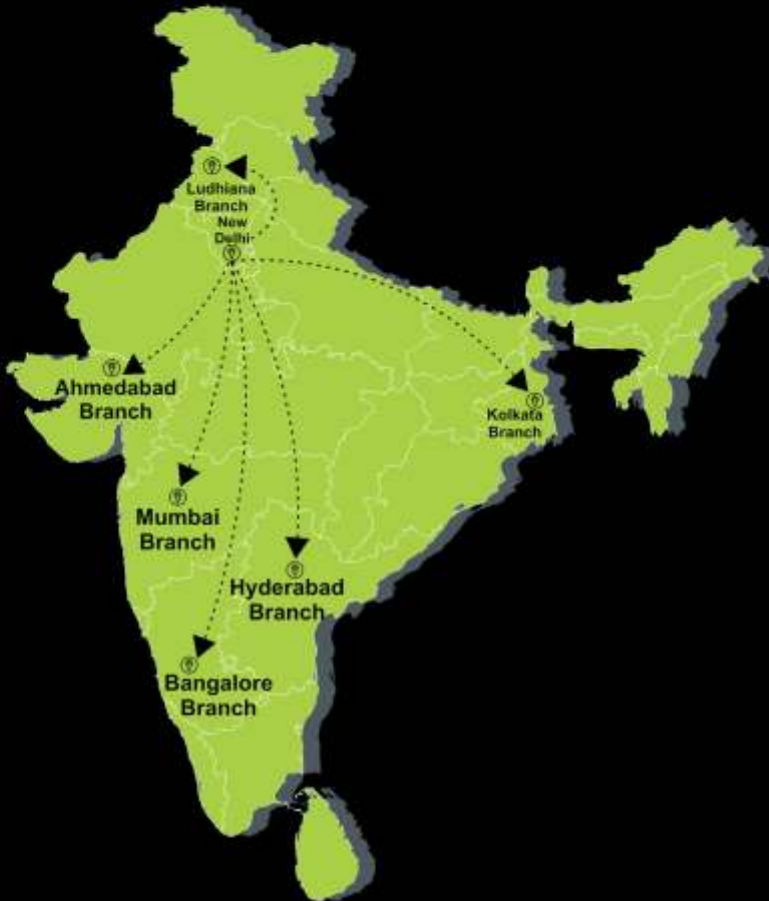 Ludhiana
Branch
New
Delhi
Ahmedabad
Branch
Kolkata
Branch
Mumbai
Branch
Hyderabad
Branch
Bangalore
Branch